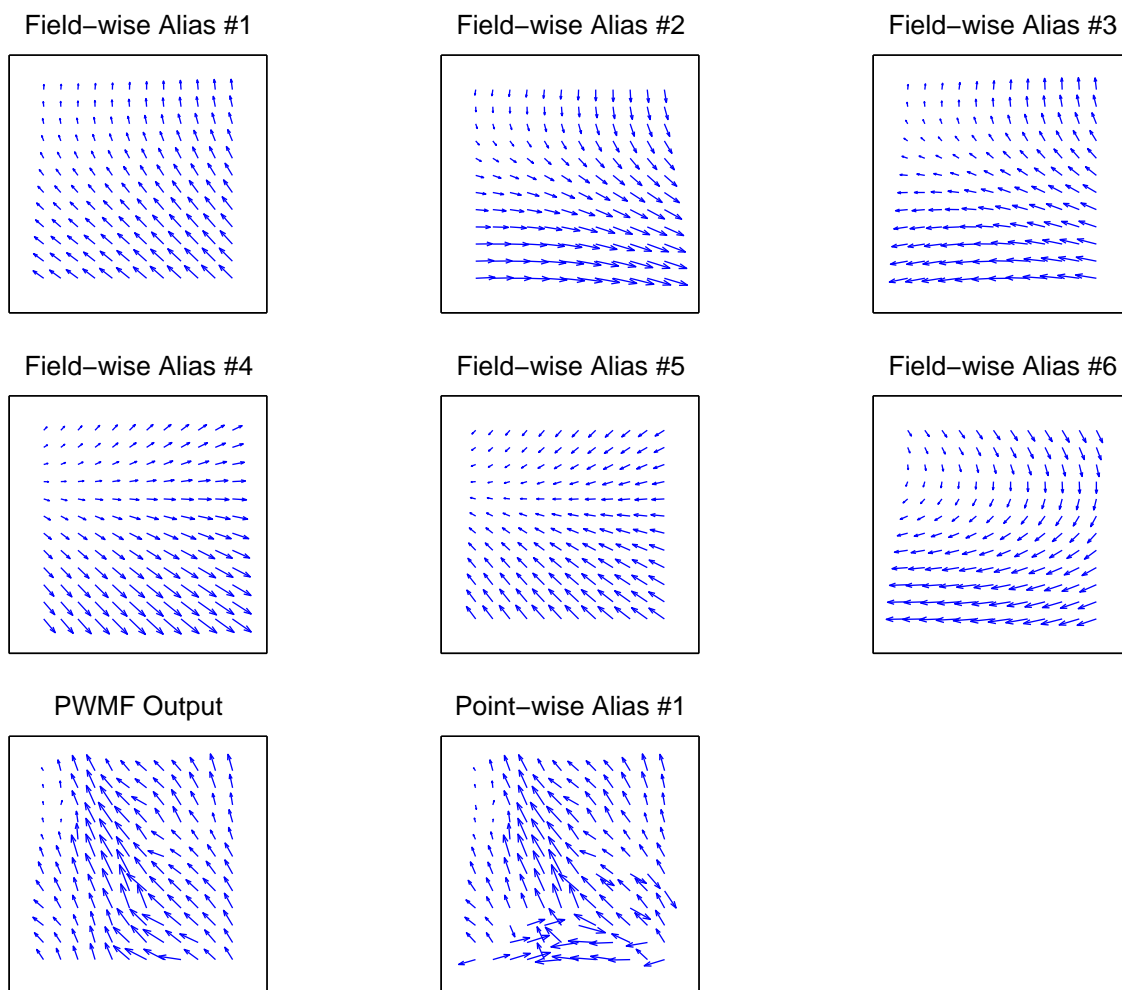 Field−wise Alias #1
Field−wise Alias #2
Field−wise Alias #3
Field−wise Alias #4
Field−wise Alias #5
Field−wise Alias #6
PWMF Output
Point−wise Alias #1